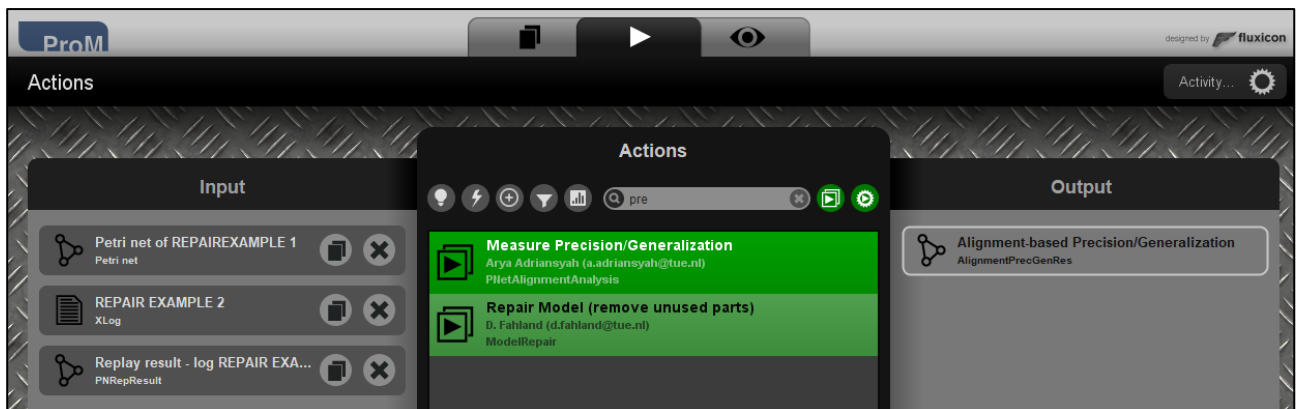 ProM
designed by fluxicon
Actions
Activity...
Input
Petri net of REPAIREXAMPLE 1
Petri net
REPAIR EXAMPLE 2
XLog
Replay result - log REPAIR EXA...
PNRepResult
Actions
pre
Measure Precision/Generalization
Arya Adriansyah (a.adriansyah@tue.nl)
PNetAlignmentAnalysis
Repair Model (remove unused parts)
D. Fahland (d.fahland@tue.nl)
ModelRepair
Output
Alignment-based Precision/Generalization
AlignmentPrecGenRes